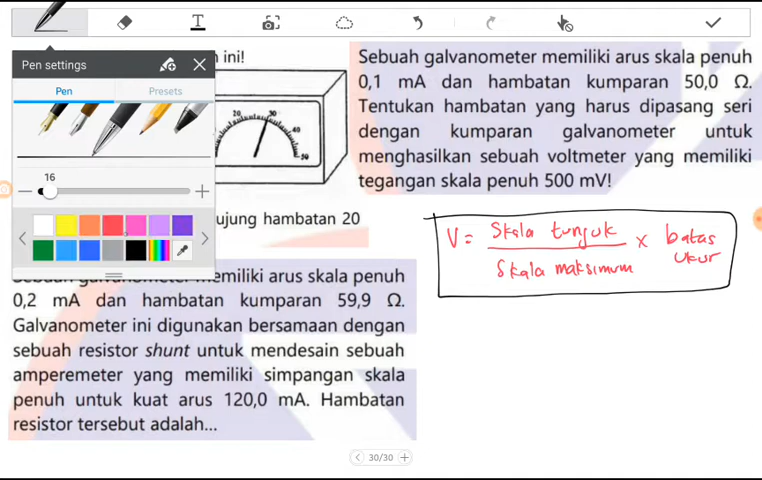 T
Pen settings
Pen
Presets
16
ini!
20
30
40
50
ujung hambatan 20
Sebuah galvanometer memiliki arus skala penuh
0,1 mA dan hambatan kumparan 50,0 Ω.
Tentukan hambatan yang harus dipasang seri
dengan kumparan galvanometer untuk
menghasilkan sebuah voltmeter yang memiliki
tegangan skala penuh 500 mV!
V = Skala tunjuk
Skala maksimum
x batas
ukur
memiliki arus skala penuh
0,2 mA dan hambatan kumparan 59,9 Ω.
Galvanometer ini digunakan bersamaan dengan
sebuah resistor shunt untuk mendesain sebuah
amperemeter yang memiliki simpangan skala
penuh untuk kuat arus 120,0 mA. Hambatan
resistor tersebut adalah...
30/30